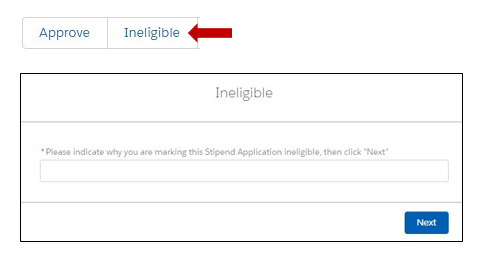 Approve Ineligible
Ineligible
*Please indicate why you are marking this Stipend Application ineligible, then click "Next"
Next